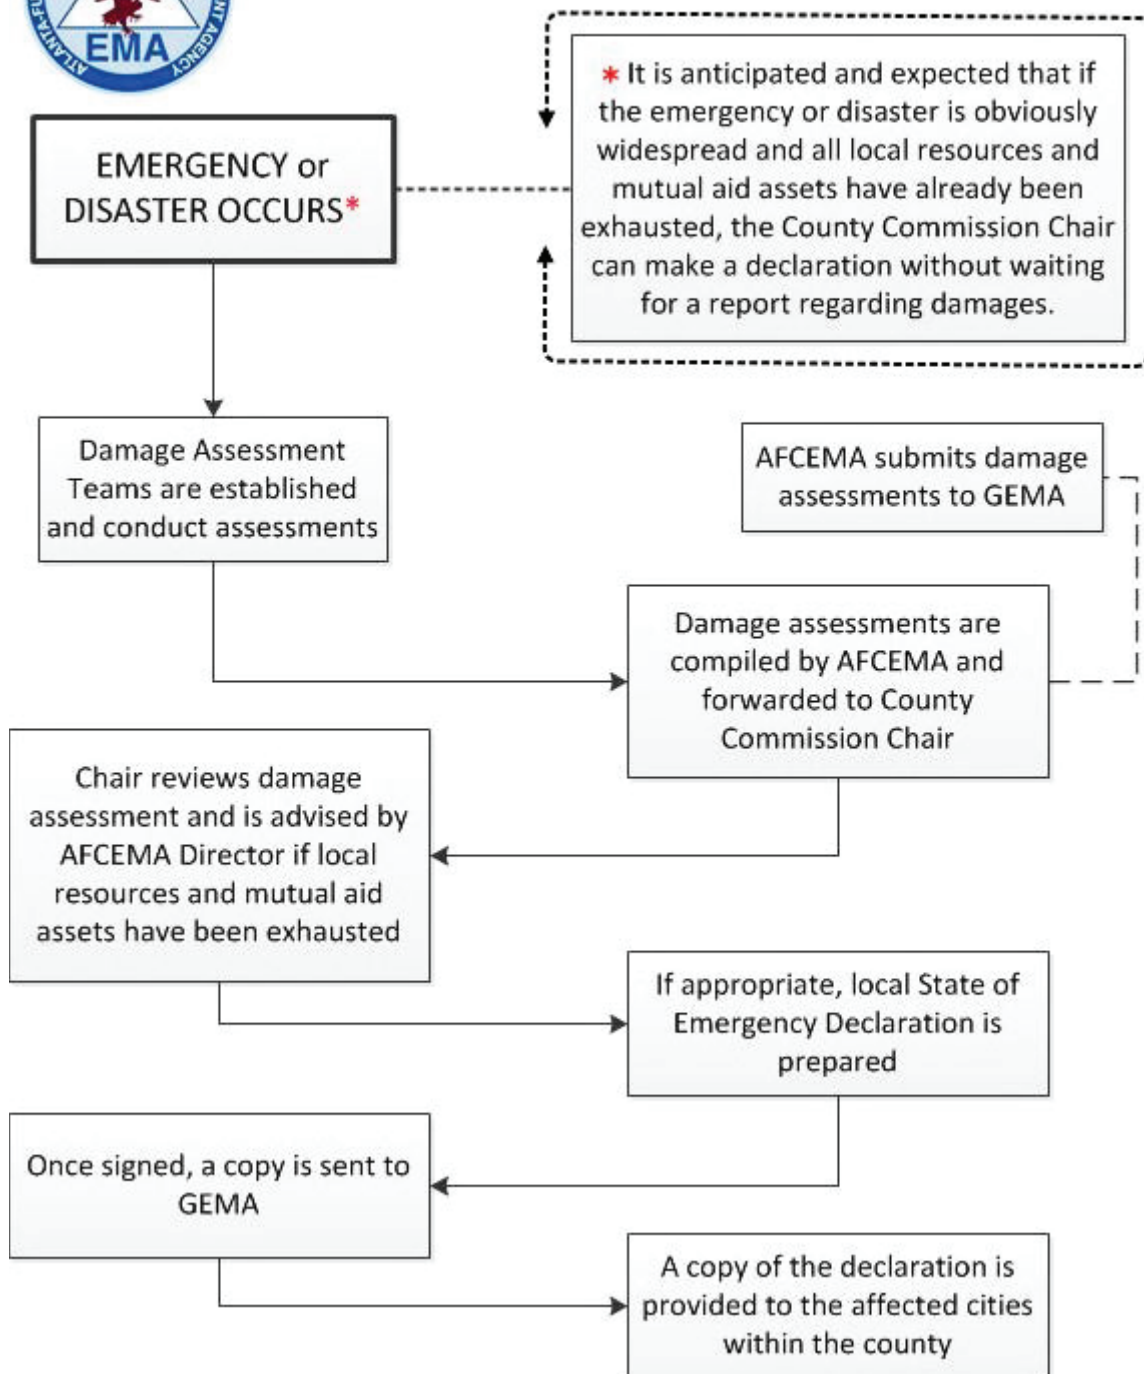 ATLANTA-FU
NT AGENCY
EMA
* It is anticipated and expected that if
the emergency or disaster is obviously
widespread and all local resources and
mutual aid assets have already been
exhausted, the County Commission Chair
can make a declaration without waiting
for a report regarding damages.
EMERGENCY or
DISASTER OCCURS*
Damage Assessment
Teams are established
and conduct assessments
AFCEMA submits damage
assessments to GEMA
Damage assessments are
compiled by AFCEMA and
forwarded to County
Commission Chair
Chair reviews damage
assessment and is advised by
AFCEMA Director if local
resources and mutual aid
assets have been exhausted
If appropriate, local State of
Emergency Declaration is
prepared
Once signed, a copy is sent to
GEMA
A copy of the declaration is
provided to the affected cities
within the county